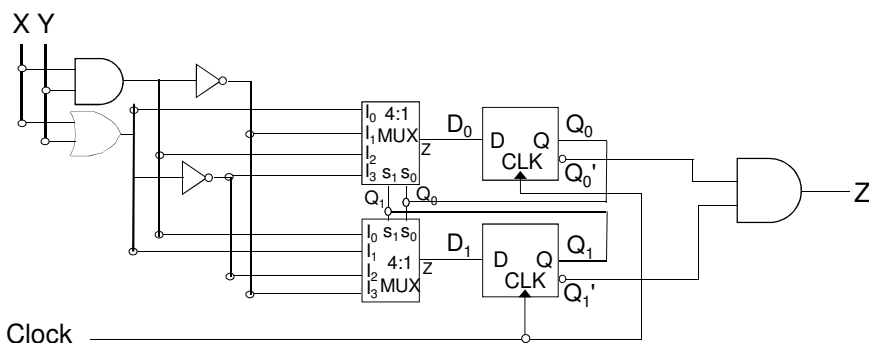 X Y
I₀ 4:1
I₁ MUX
I₂ z
I₃ s₁ s₀
D₀
D Q
CLK
Q₀
Q₀'
Q₁ Q₀
Z
I₀ s₁ s₀
I₁
I₂ 4:1 z
I₃ MUX
D₁
D Q
CLK
Q₁
Q₁'
Clock